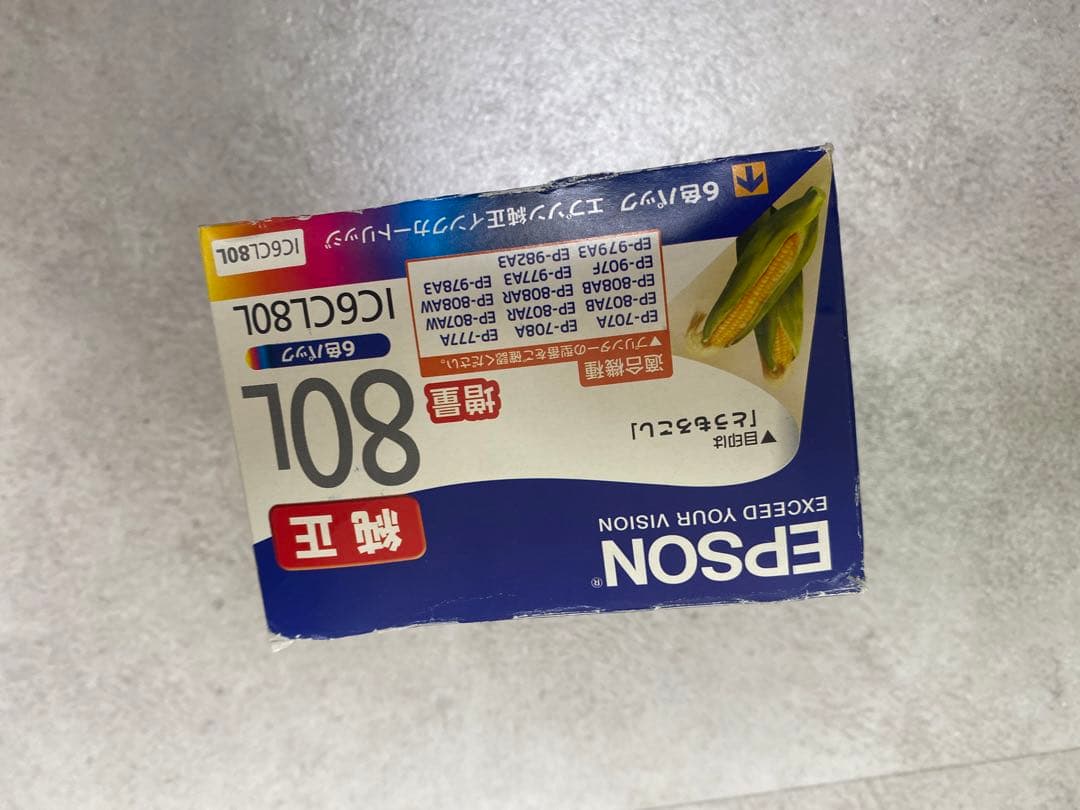 EPSON®
EXCEED YOUR VISION
純正
▼目印は
「とうもろこし」
80L
増量
6色パック
IC6CL80L
適合機種
▼プリンターの型番をご確認ください。
EP-707A EP-708A EP-777A
EP-807AB EP-807AR EP-807AW
EP-808AB EP-808AR EP-808AW
EP-907F EP-977A3 EP-978A3
EP-979A3 EP-982A3
6色パック エプソン純正インクカートリッジ
IC6CL80L